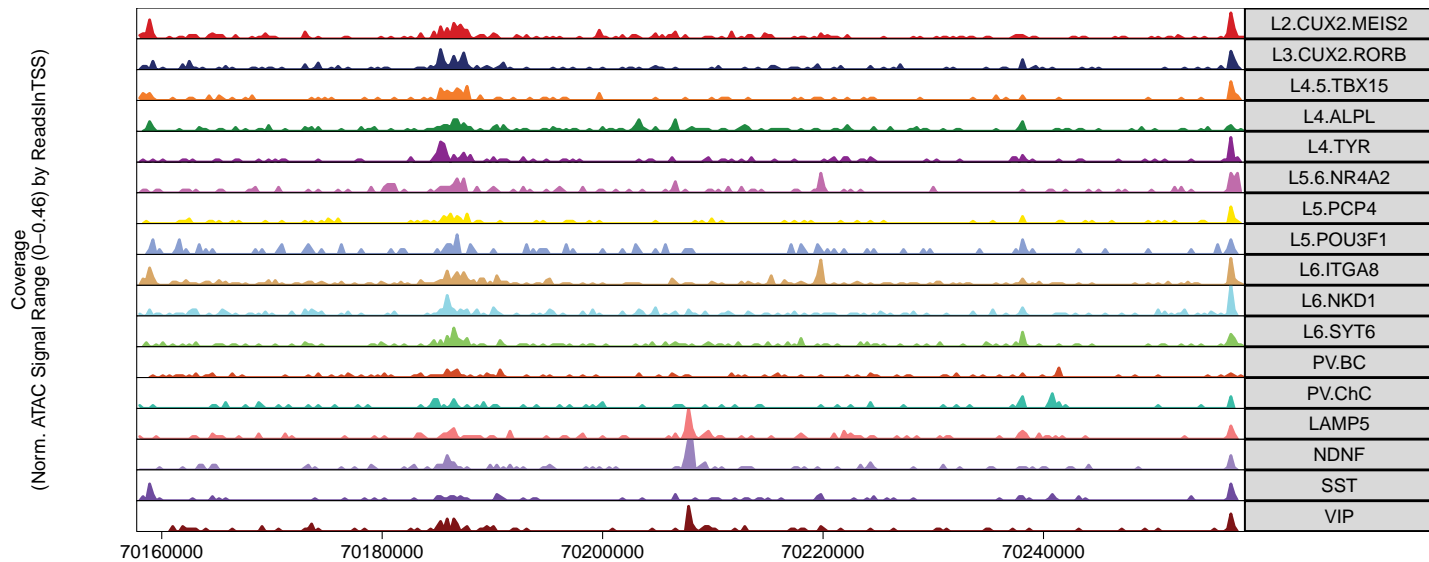 Coverage
(Norm. ATAC Signal Range (0−0.46) by ReadsInTSS)
L2.CUX2.MEIS2
L3.CUX2.RORB
L4.5.TBX15
L4.ALPL
L4.TYR
L5.6.NR4A2
L5.PCP4
L5.POU3F1
L6.ITGA8
L6.NKD1
L6.SYT6
PV.BC
PV.ChC
LAMP5
NDNF
SST
VIP
70160000 70180000 70200000 70220000 70240000